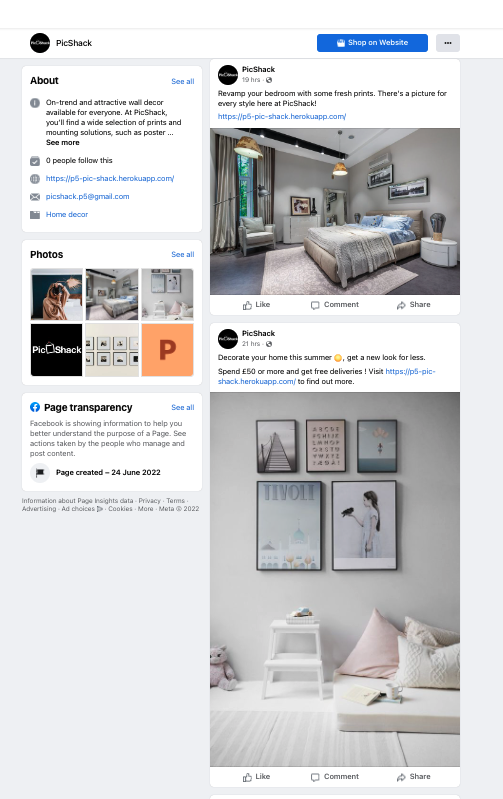 PicShack
PicShack
Shop on Website
About
See all
On-trend and attractive wall decor
available for everyone. At PicShack,
you'll find a wide selection of prints and
mounting solutions, such as poster ...
See more
0 people follow this
https://p5-pic-shack.herokuapp.com/
picshack.p5@gmail.com
Home decor
Photos
See all
PicShack
P
Page transparency
See all
Facebook is showing information to help you
better understand the purpose of a Page. See
actions taken by the people who manage and
post content.
Page created – 24 June 2022
Information about Page Insights data · Privacy · Terms ·
Advertising · Ad choices · Cookies · More · Meta © 2022
PicShack
19 hrs ·
Revamp your bedroom with some fresh prints. There's a picture for
every style here at PicShack!
https://p5-pic-shack.herokuapp.com/
Like
Comment
Share
PicShack
21 hrs ·
Decorate your home this summer 😳, get a new look for less.
Spend £50 or more and get free deliveries ! Visit https://p5-pic-
shack.herokuapp.com/ to find out more.
TIVOLI
Like
Comment
Share